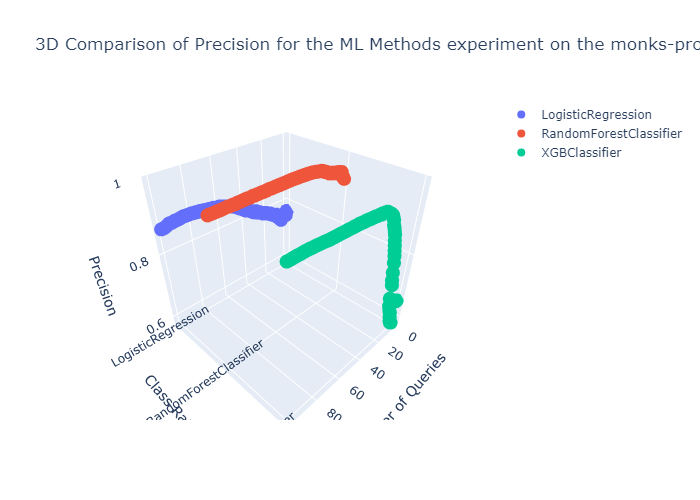 3D Comparison of Precision for the ML Methods experiment on the monks-pro
LogisticRegression
RandomForestClassifier
XGBClassifier
1
0.8
0.6
Precision
LogisticRegression
RandomForestClassifier
0
20
40
60
80
er of Queries